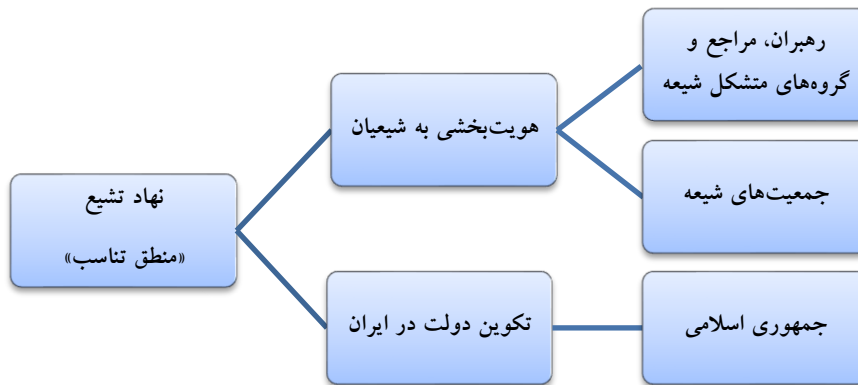 رهبران، مراجع و
گروه‌های متشکل شیعه
هویت‌بخشی به شیعیان
جمعیت‌های شیعه
نهاد تشیع
«منطق تناسب»
تکوین دولت در ایران
جمهوری اسلامی